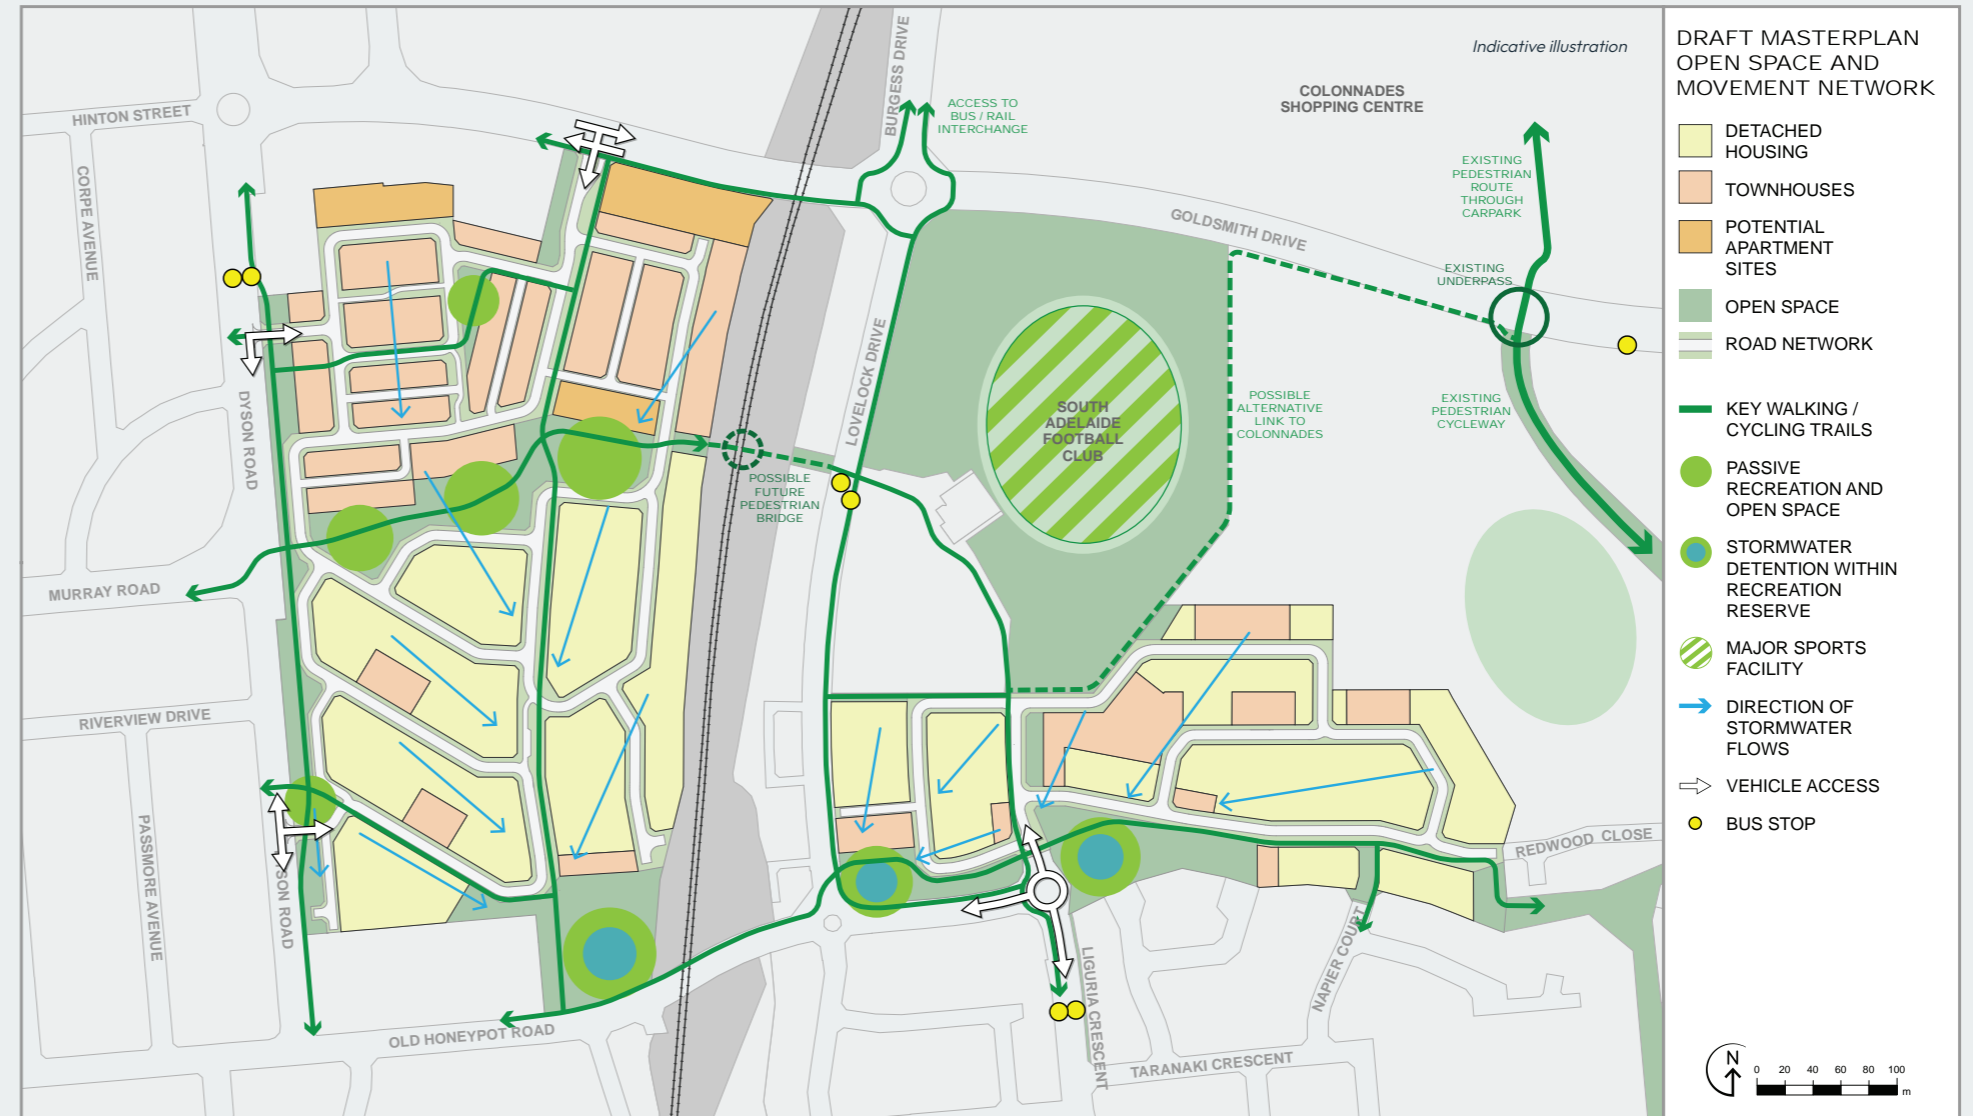 Indicative illustration
DRAFT MASTERPLAN
OPEN SPACE AND
MOVEMENT NETWORK
DETACHED
HOUSING
TOWNHOUSES
POTENTIAL
APARTMENT
SITES
OPEN SPACE
ROAD NETWORK
KEY WALKING /
CYCLING TRAILS
PASSIVE
RECREATION AND
OPEN SPACE
STORMWATER
DETENTION WITHIN
RECREATION
RESERVE
MAJOR SPORTS
FACILITY
DIRECTION OF
STORMWATER
FLOWS
VEHICLE ACCESS
BUS STOP
N
0 20 40 60 80 100
m
HINTON STREET
CORPE AVENUE
BURGESS DRIVE
ACCESS TO
BUS / RAIL
INTERCHANGE
COLONNADES
SHOPPING CENTRE
EXISTING
PEDESTRIAN
ROUTE
THROUGH
CARPARK
GOLDSMITH DRIVE
EXISTING
UNDERPASS
DYSON ROAD
LOVELOCK DRIVE
SOUTH
ADELAIDE
FOOTBALL
CLUB
POSSIBLE
ALTERNATIVE
LINK TO
COLONNADES
EXISTING
PEDESTRIAN
CYCLEWAY
POSSIBLE
FUTURE
PEDESTRIAN
BRIDGE
MURRAY ROAD
RIVERVIEW DRIVE
PASSMORE AVENUE
SON ROAD
REDWOOD CLOSE
NAPIER COURT
LIGURIA CRESCENT
OLD HONEYPOT ROAD
TARANAKI CRESCENT